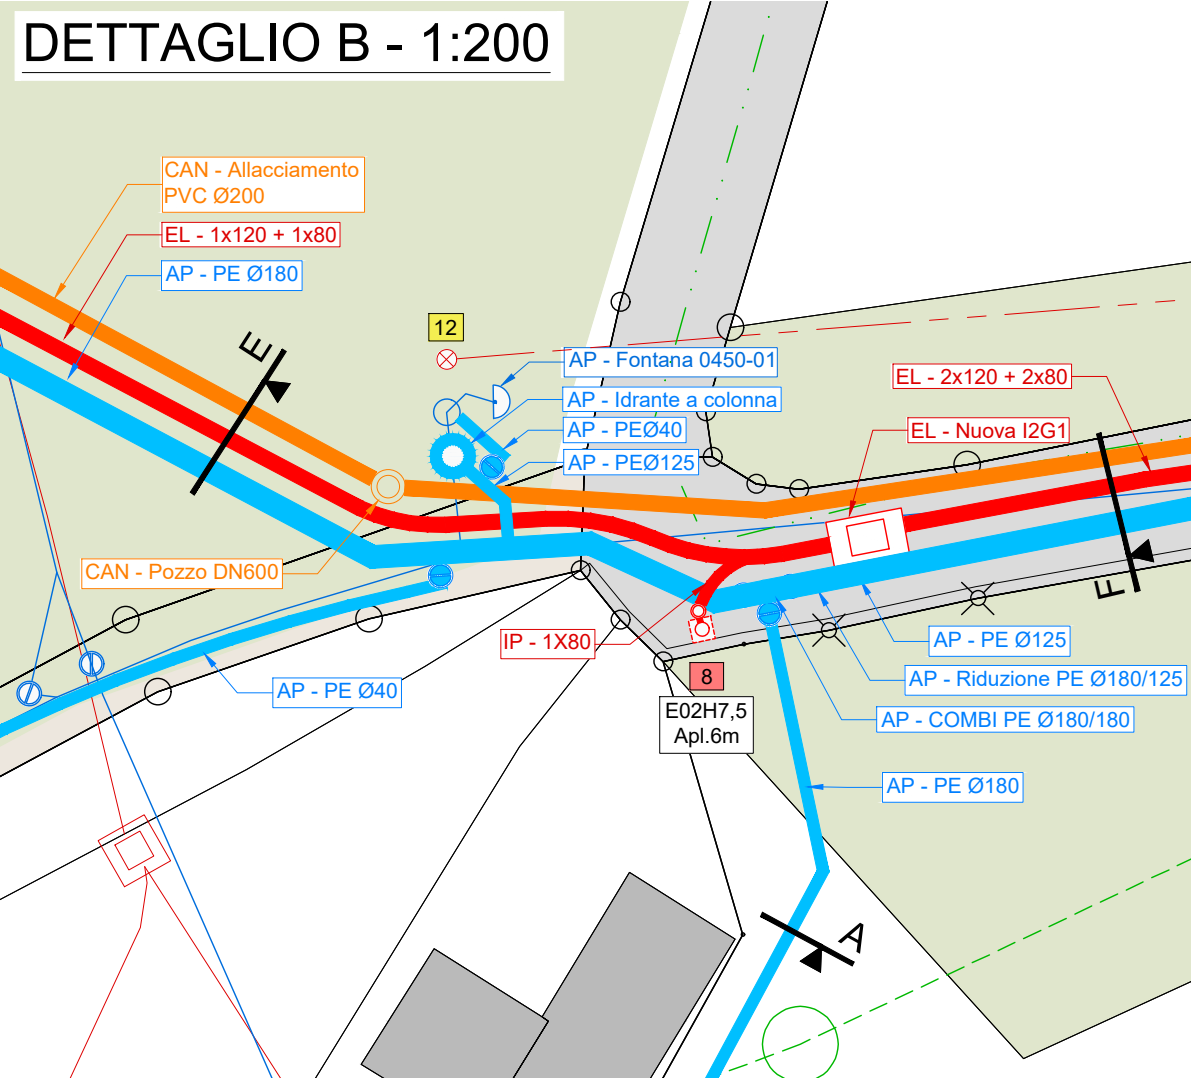 DETTAGLIO B - 1:200
CAN - Allacciamento
PVC Ø200
EL - 1x120 + 1x80
AP - PE Ø180
E
12
AP - Fontana 0450-01
AP - Idrante a colonna
AP - PEØ40
AP - PEØ125
EL - 2x120 + 2x80
EL - Nuova I2G1
CAN - Pozzo DN600
F
IP - 1X80
AP - PE Ø125
8
AP - Riduzione PE Ø180/125
AP - PE Ø40
E02H7,5
Apl.6m
AP - COMBI PE Ø180/180
AP - PE Ø180
A